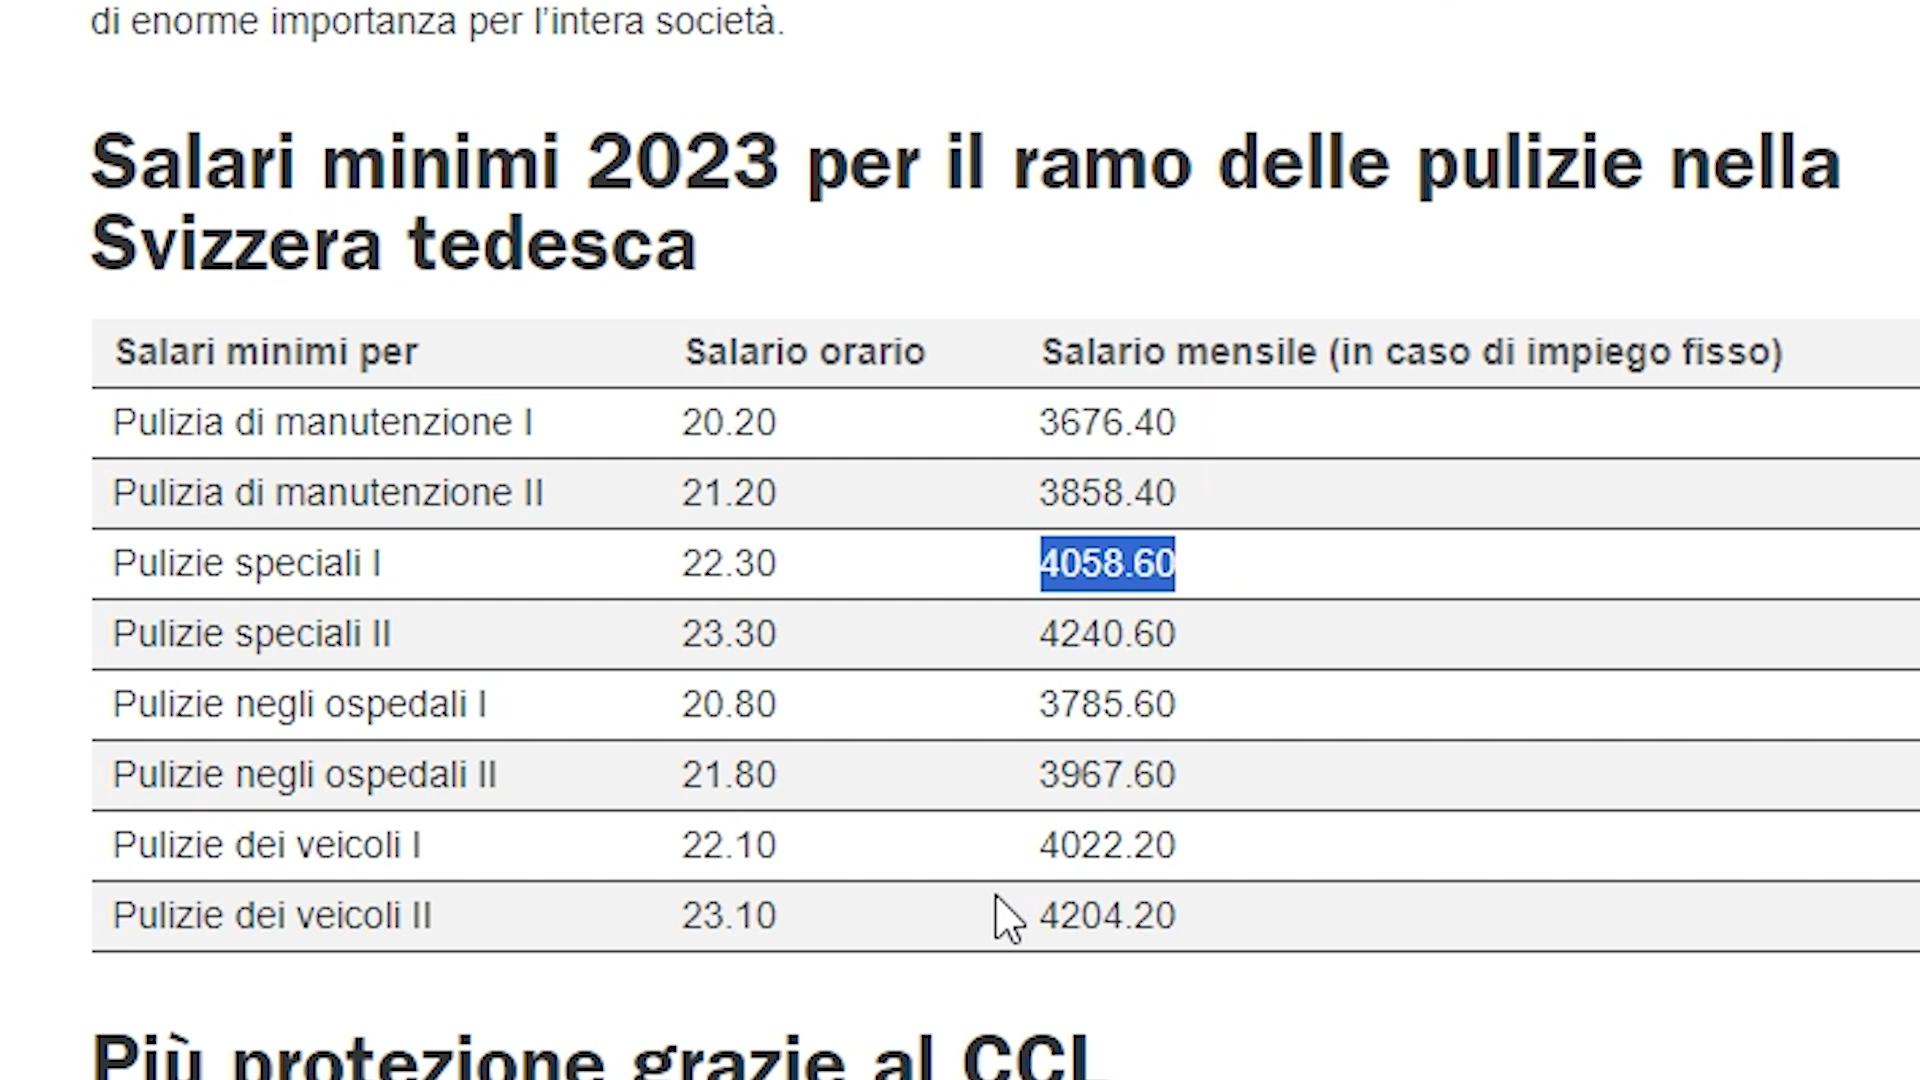 di enorme importanza per l'intera società.
Salari minimi 2023 per il ramo delle pulizie nella
Svizzera tedesca
Salari minimi per Salario orario Salario mensile (in caso di impiego fisso)
Pulizia di manutenzione I 20.20 3676.40
Pulizia di manutenzione II 21.20 3858.40
Pulizie speciali I 22.30 4058.60
Pulizie speciali II 23.30 4240.60
Pulizie negli ospedali I 20.80 3785.60
Pulizie negli ospedali II 21.80 3967.60
Pulizie dei veicoli I 22.10 4022.20
Pulizie dei veicoli II 23.10 4204.20
Più protezione grazie al CCL